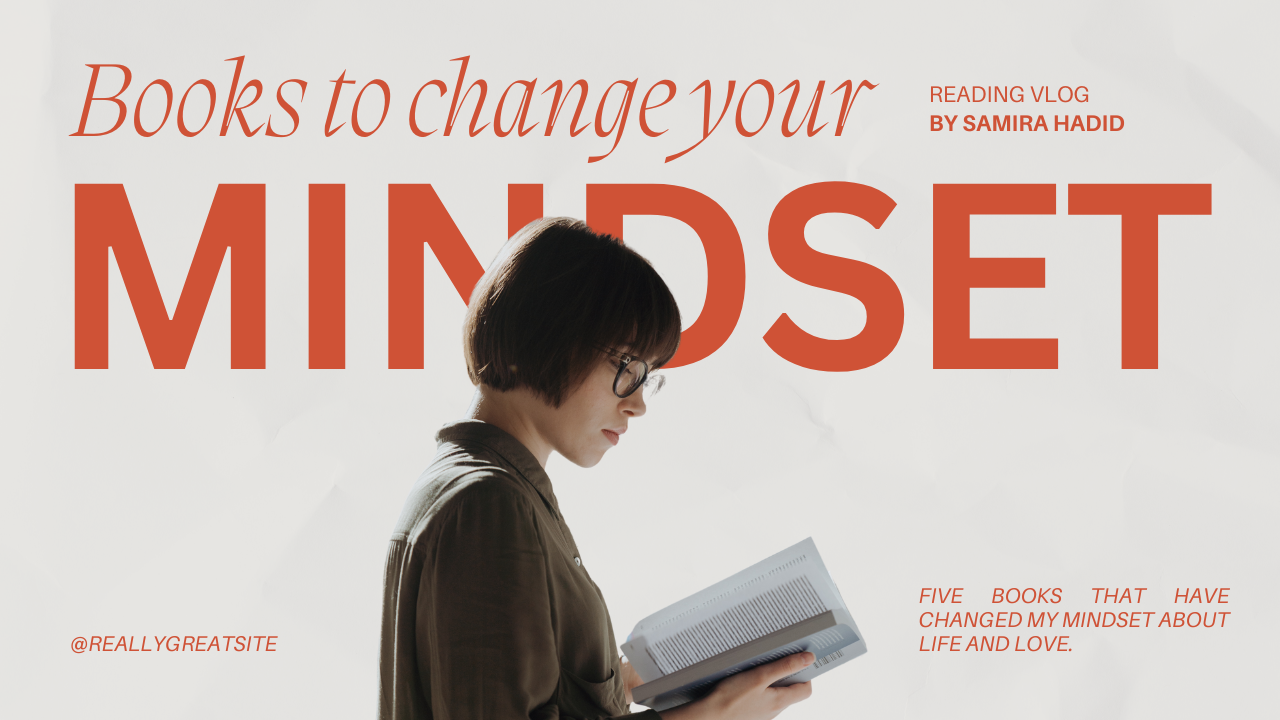 Books to change your
READING VLOG
BY SAMIRA HADID
MINDSET
@REALLYGREATSITE
FIVE BOOKS THAT HAVE
CHANGED MY MINDSET ABOUT
LIFE AND LOVE.